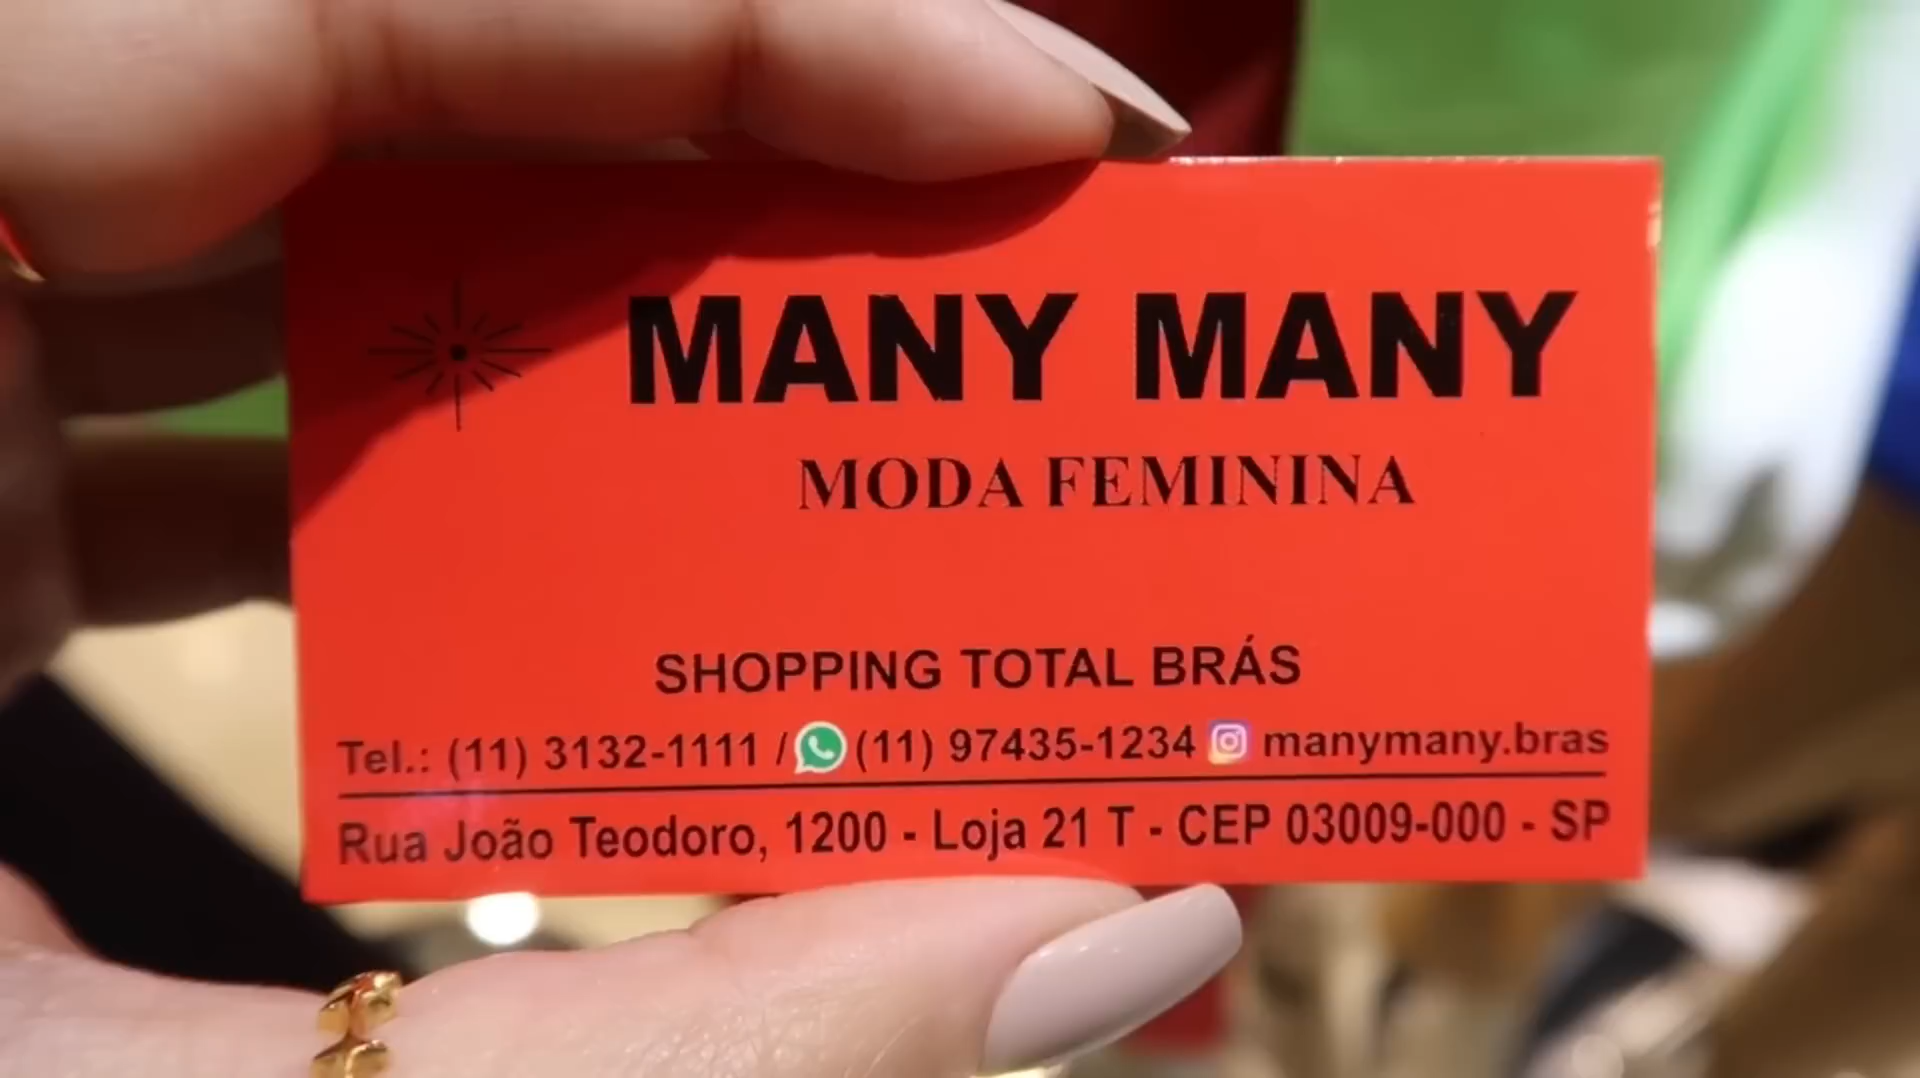 MANY MANY
MODA FEMININA
SHOPPING TOTAL BRÁS
Tel.: (11) 3132-1111 / (11) 97435-1234 manymany.bras
Rua João Teodoro, 1200 - Loja 21 T - CEP 03009-000 - SP